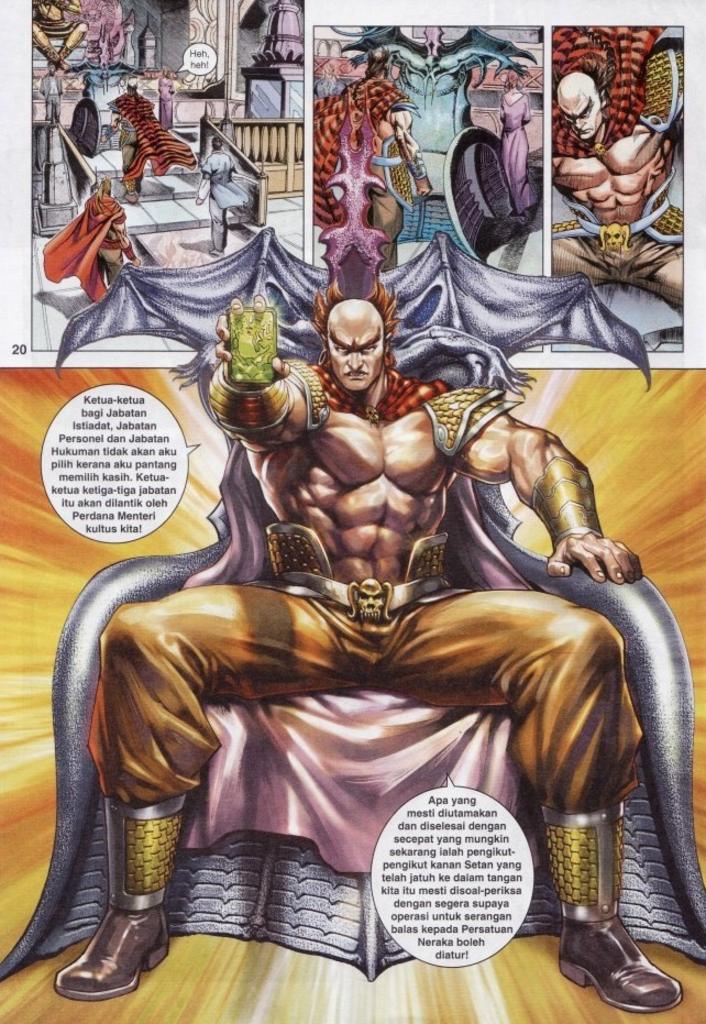 Heh,
heh!
20
Ketua-ketua
bagi Jabatan
Istiadat, Jabatan
Personel dan Jabatan
Hukuman tidak akan aku
pilih kerana aku pantang
memilih kasih. Ketua-
ketua ketiga-tiga jabatan
itu akan dilantik oleh
Perdana Menteri
kultus kita!
Apa yang
mesti diutamakan
dan diselesai dengan
secepat yang mungkin
sekarang ialah pengikut-
pengikut kanan Setan yang
telah jatuh ke dalam tangan
kita itu mesti disoal-periksa
dengan segera supaya
operasi untuk serangan
balas kepada Persatuan
Neraka boleh
diatur!